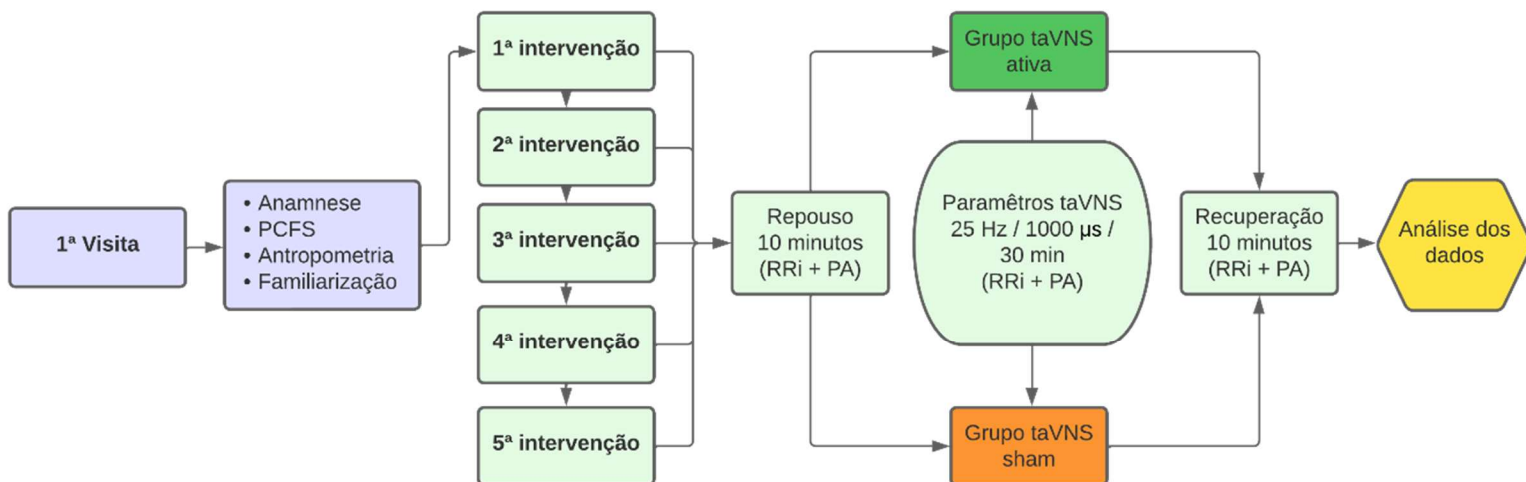 1ª Visita
• Anamnese
• PCFS
• Antropometria
• Familiarização
1ª intervenção
2ª intervenção
3ª intervenção
4ª intervenção
5ª intervenção
Repouso
10 minutos
(RRi + PA)
Grupo taVNS
ativa
Paramêtros taVNS
25 Hz / 1000 µs /
30 min
(RRi + PA)
Grupo taVNS
sham
Recuperação
10 minutos
(RRi + PA)
Análise dos
dados